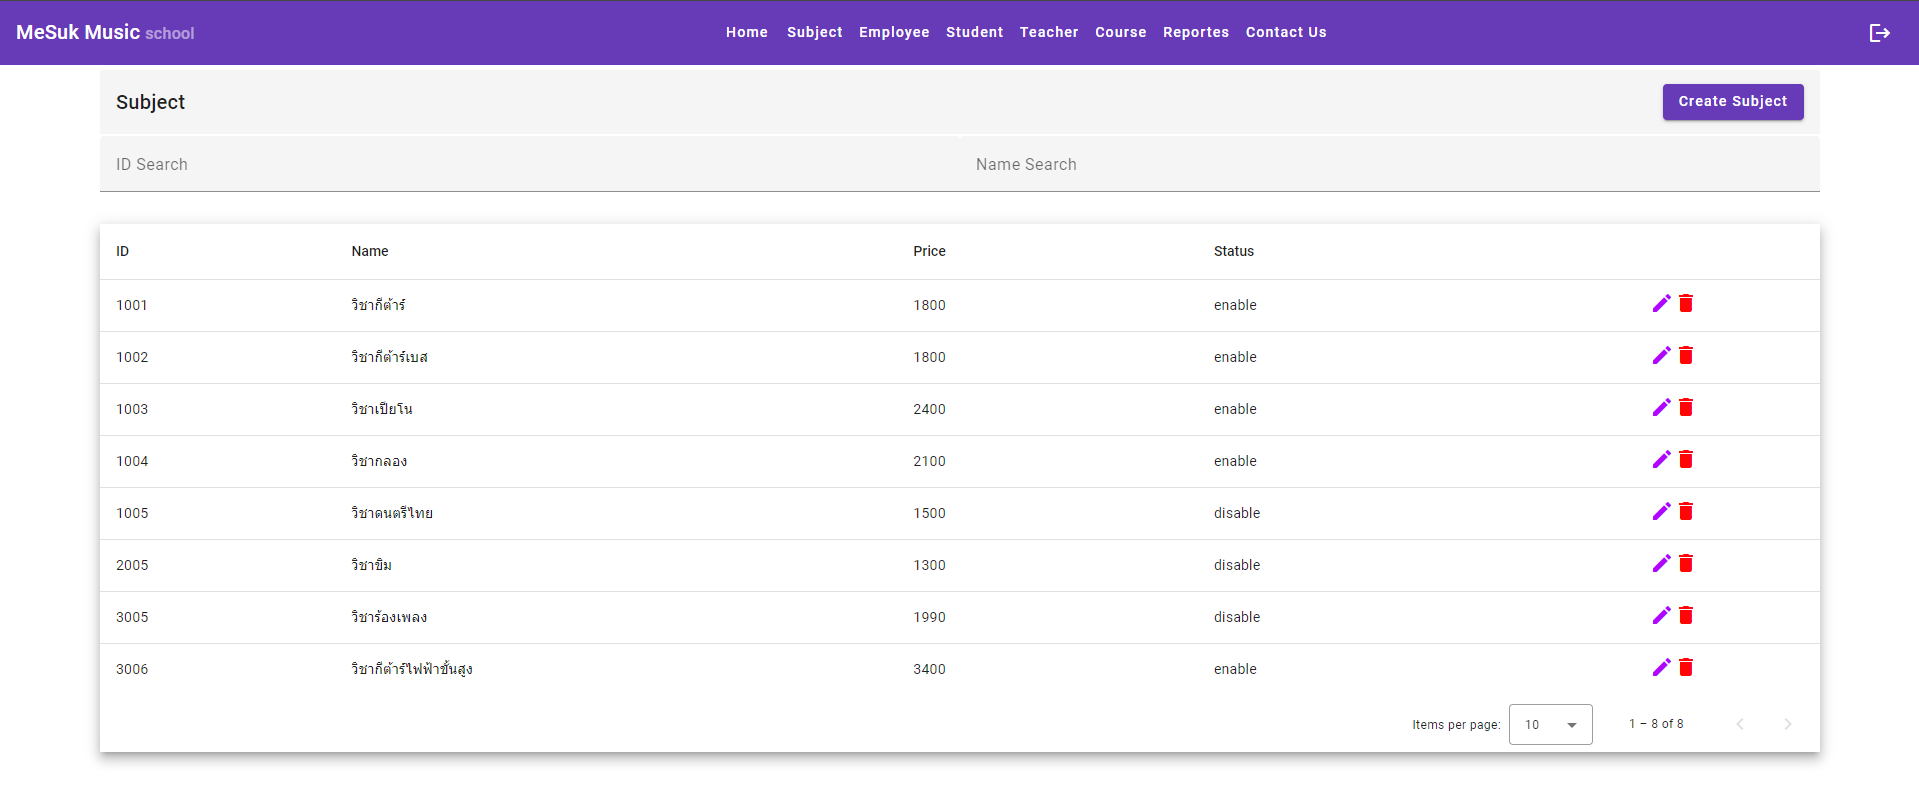 MeSuk Music school Home Subject Employee Student Teacher Course Reportes Contact Us
Subject Create Subject
ID Search Name Search
ID Name Price Status
1001 วิชากีต้าร์ 1800 enable
1002 วิชากีต้าร์เบส 1800 enable
1003 วิชาเปียโน 2400 enable
1004 วิชากลอง 2100 enable
1005 วิชาดนตรีไทย 1500 disable
2005 วิชาขิม 1300 disable
3005 วิชาร้องเพลง 1990 disable
3006 วิชากีต้าร์ไฟฟ้าขั้นสูง 3400 enable
Items per page: 10 1 – 8 of 8